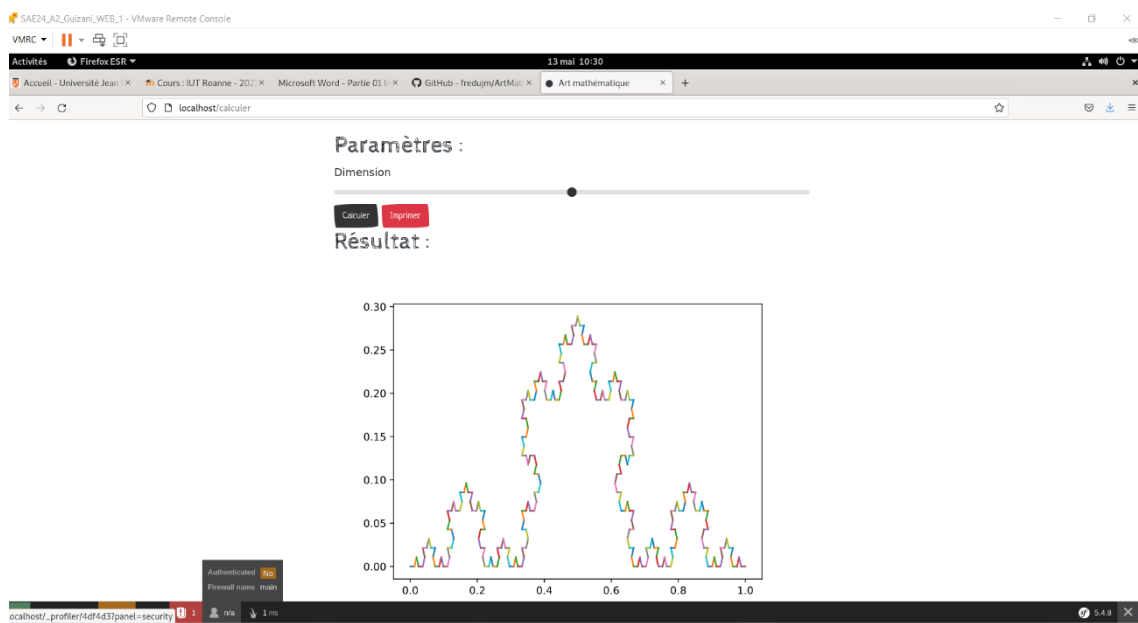 SAE24_A2_Guizani_WEB_1 - VMware Remote Console
VMRC
Activités Firefox ESR 13 mai 10:30
Accueil - Université Jean Cours : IUT Roanne - 202 Microsoft Word - Partie 01 GitHub - fredujm/ArtMat Art mathématique
localhost/calculer
Paramètres :
Dimension
Calculer Imprimer
Résultat :
0.30
0.25
0.20
0.15
0.10
0.05
0.00
0.0 0.2 0.4 0.6 0.8 1.0
Authenticated No
Firewall name main
ocalhost/_profiler/4df4d3?panel=security 1 n/a 1 ms 5.4.8